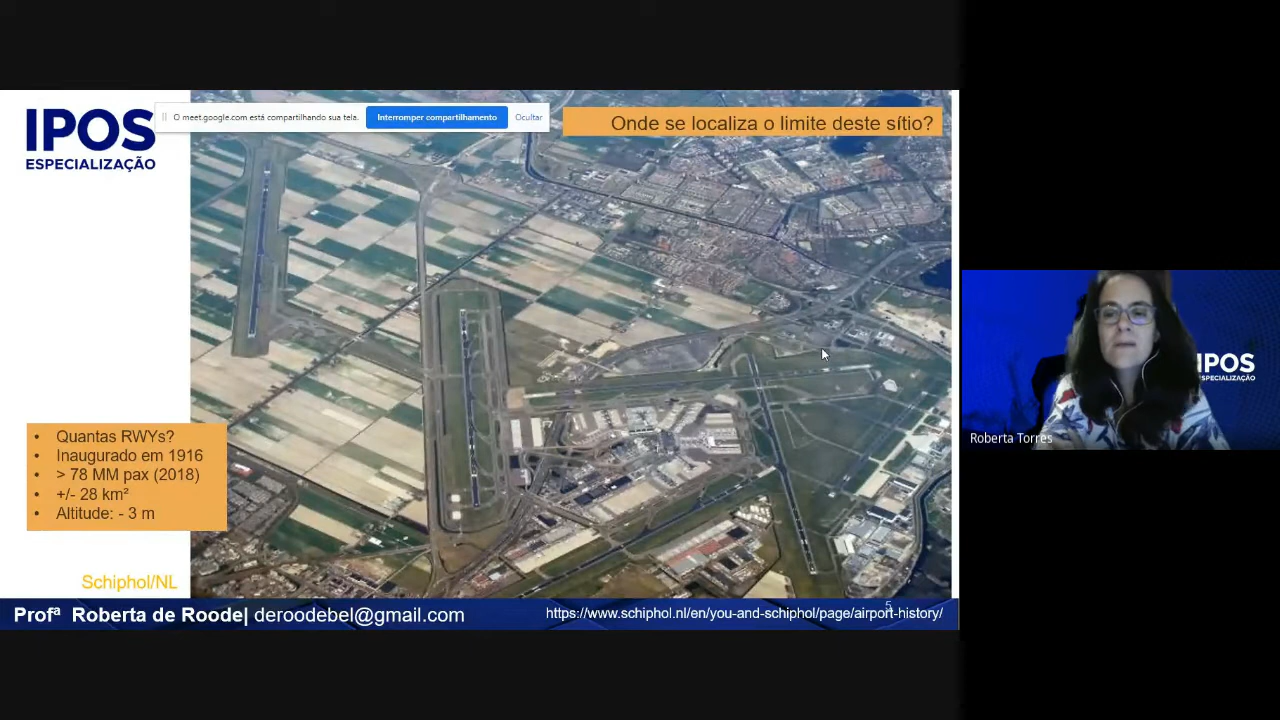 IPOS
ESPECIALIZAÇÃO
O meet.google.com está compartilhando sua tela.
Interromper compartilhamento
Ocultar
Onde se localiza o limite deste sítio?
• Quantas RWYs?
• Inaugurado em 1916
• > 78 MM pax (2018)
• +/- 28 km²
• Altitude: - 3 m
Schiphol/NL
Profª Roberta de Roode| deroodebel@gmail.com
https://www.schiphol.nl/en/you-and-schiphol/page/airport-history/
5
IPOS
ESPECIALIZAÇÃO
Roberta Torres